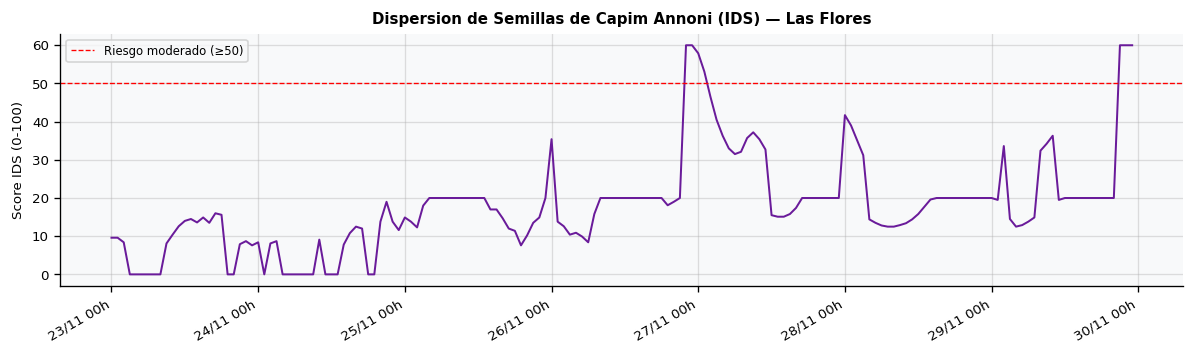 Dispersion de Semillas de Capim Annoni (IDS) — Las Flores
Riesgo moderado (≥50)
Score IDS (0-100)
60
50
40
30
20
10
0
23/11 00h
24/11 00h
25/11 00h
26/11 00h
27/11 00h
28/11 00h
29/11 00h
30/11 00h